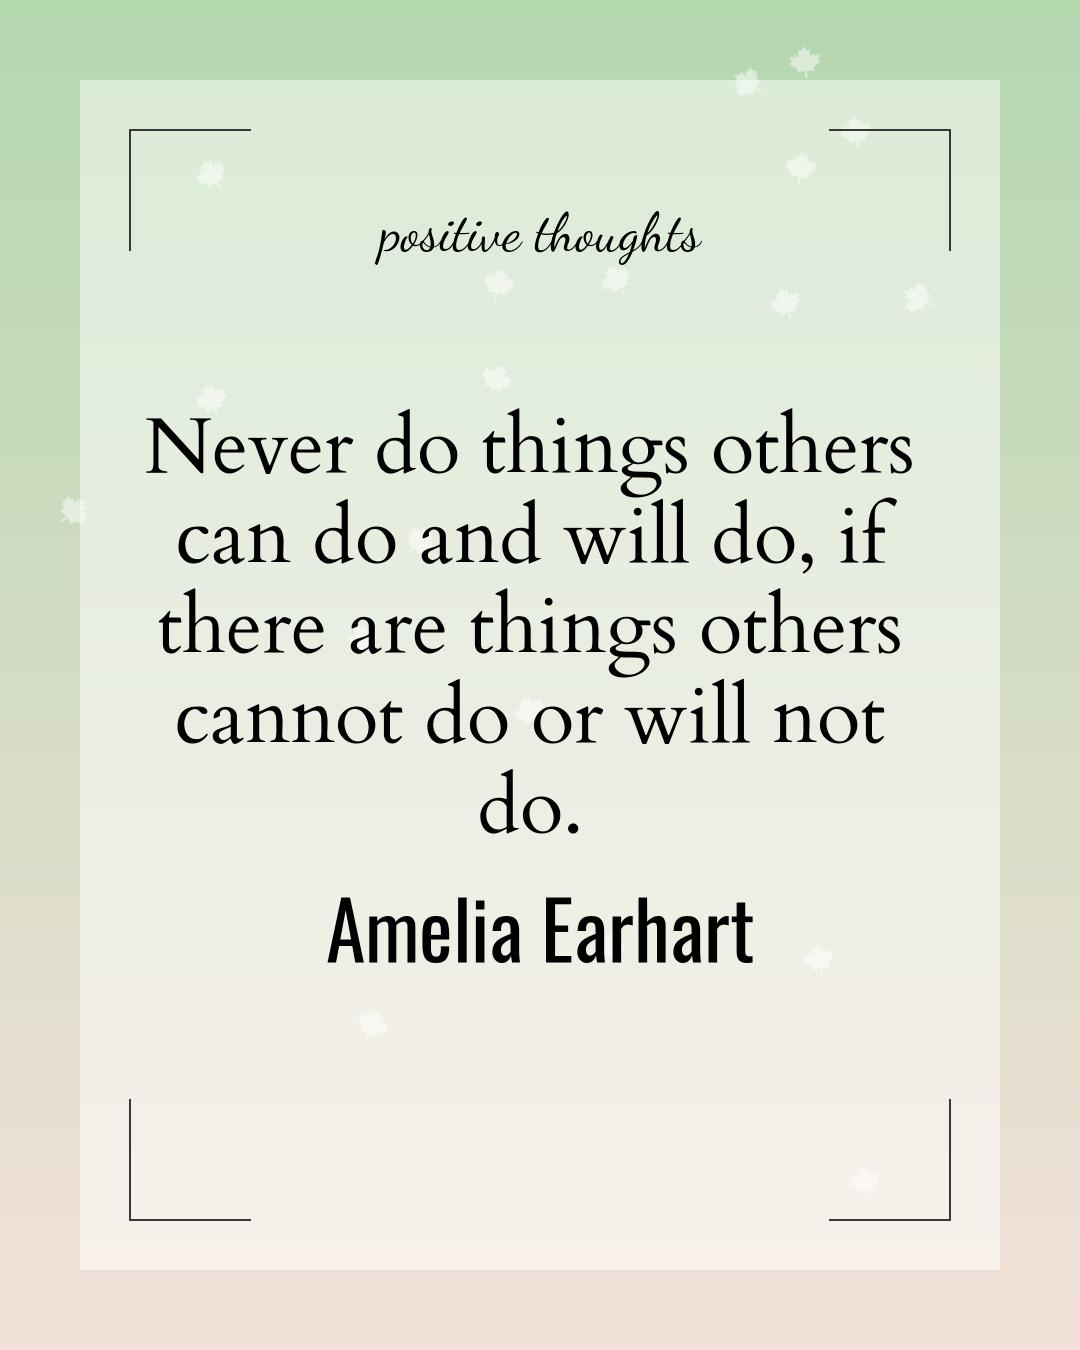 positive thoughts
Never do things others
can do and will do, if
there are things others
cannot do or will not
do.
Amelia Earhart